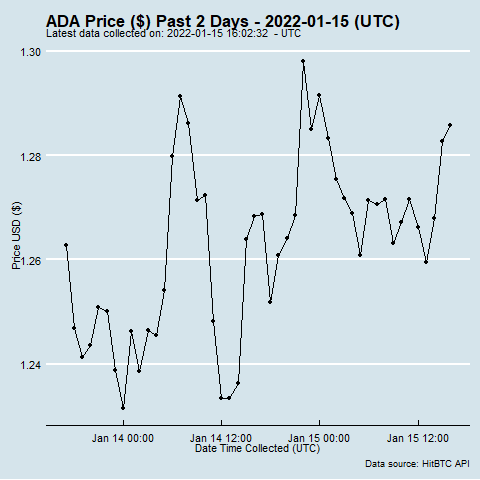 ADA Price ($) Past 2 Days - 2022-01-15 (UTC)
Latest data collected on: 2022-01-15 16:02:32 - UTC
1.30
1.28
1.26
1.24
Price USD ($)
Jan 14 00:00
Jan 14 12:00
Jan 15 00:00
Jan 15 12:00
Date Time Collected (UTC)
Data source: HitBTC API